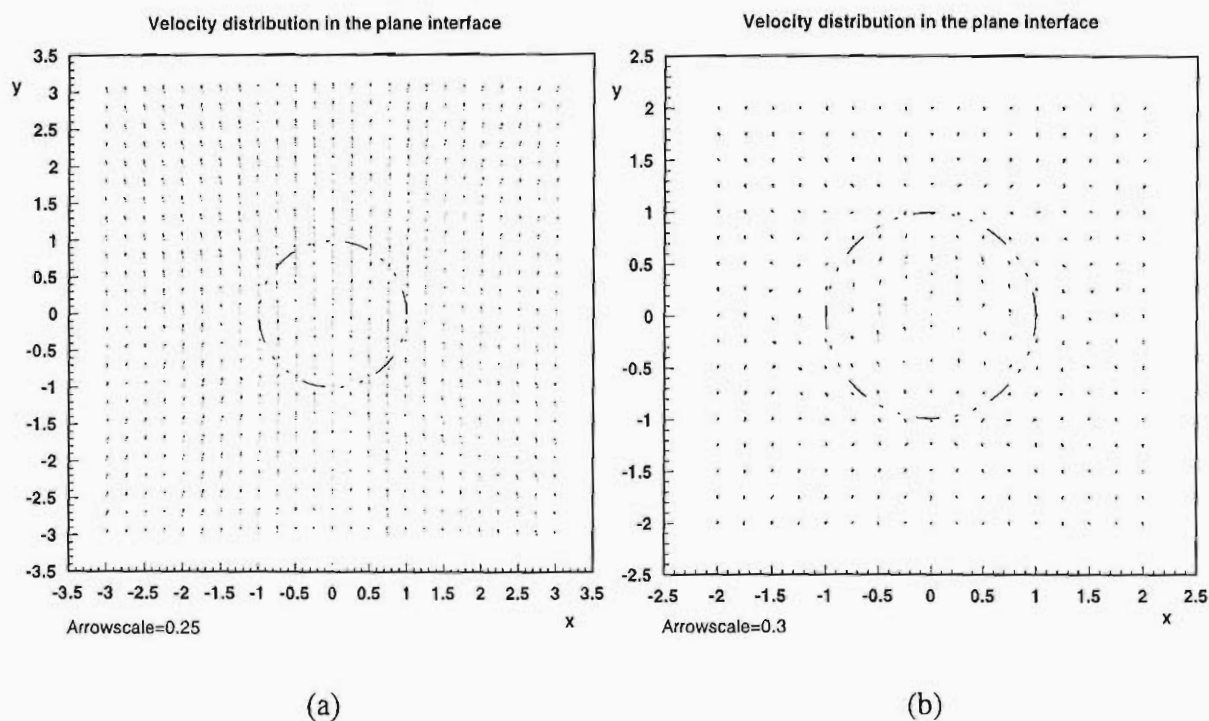 Velocity distribution in the plane interface
3.5
y
3
2.5
2
1.5
1
0.5
0
-0.5
-1
-1.5
-2
-2.5
-3
-3.5
-3.5 -3 -2.5 -2 -1.5 -1 -0.5 0 0.5 1 1.5 2 2.5 3 3.5
Arrowscale=0.25
x
(a)
Velocity distribution in the plane interface
2.5
y
2
1.5
1
0.5
0
-0.5
-1
-1.5
-2
-2.5
-2.5 -2 -1.5 -1 -0.5 0 0.5 1 1.5 2 2.5
Arrowscale=0.3
x
(b)